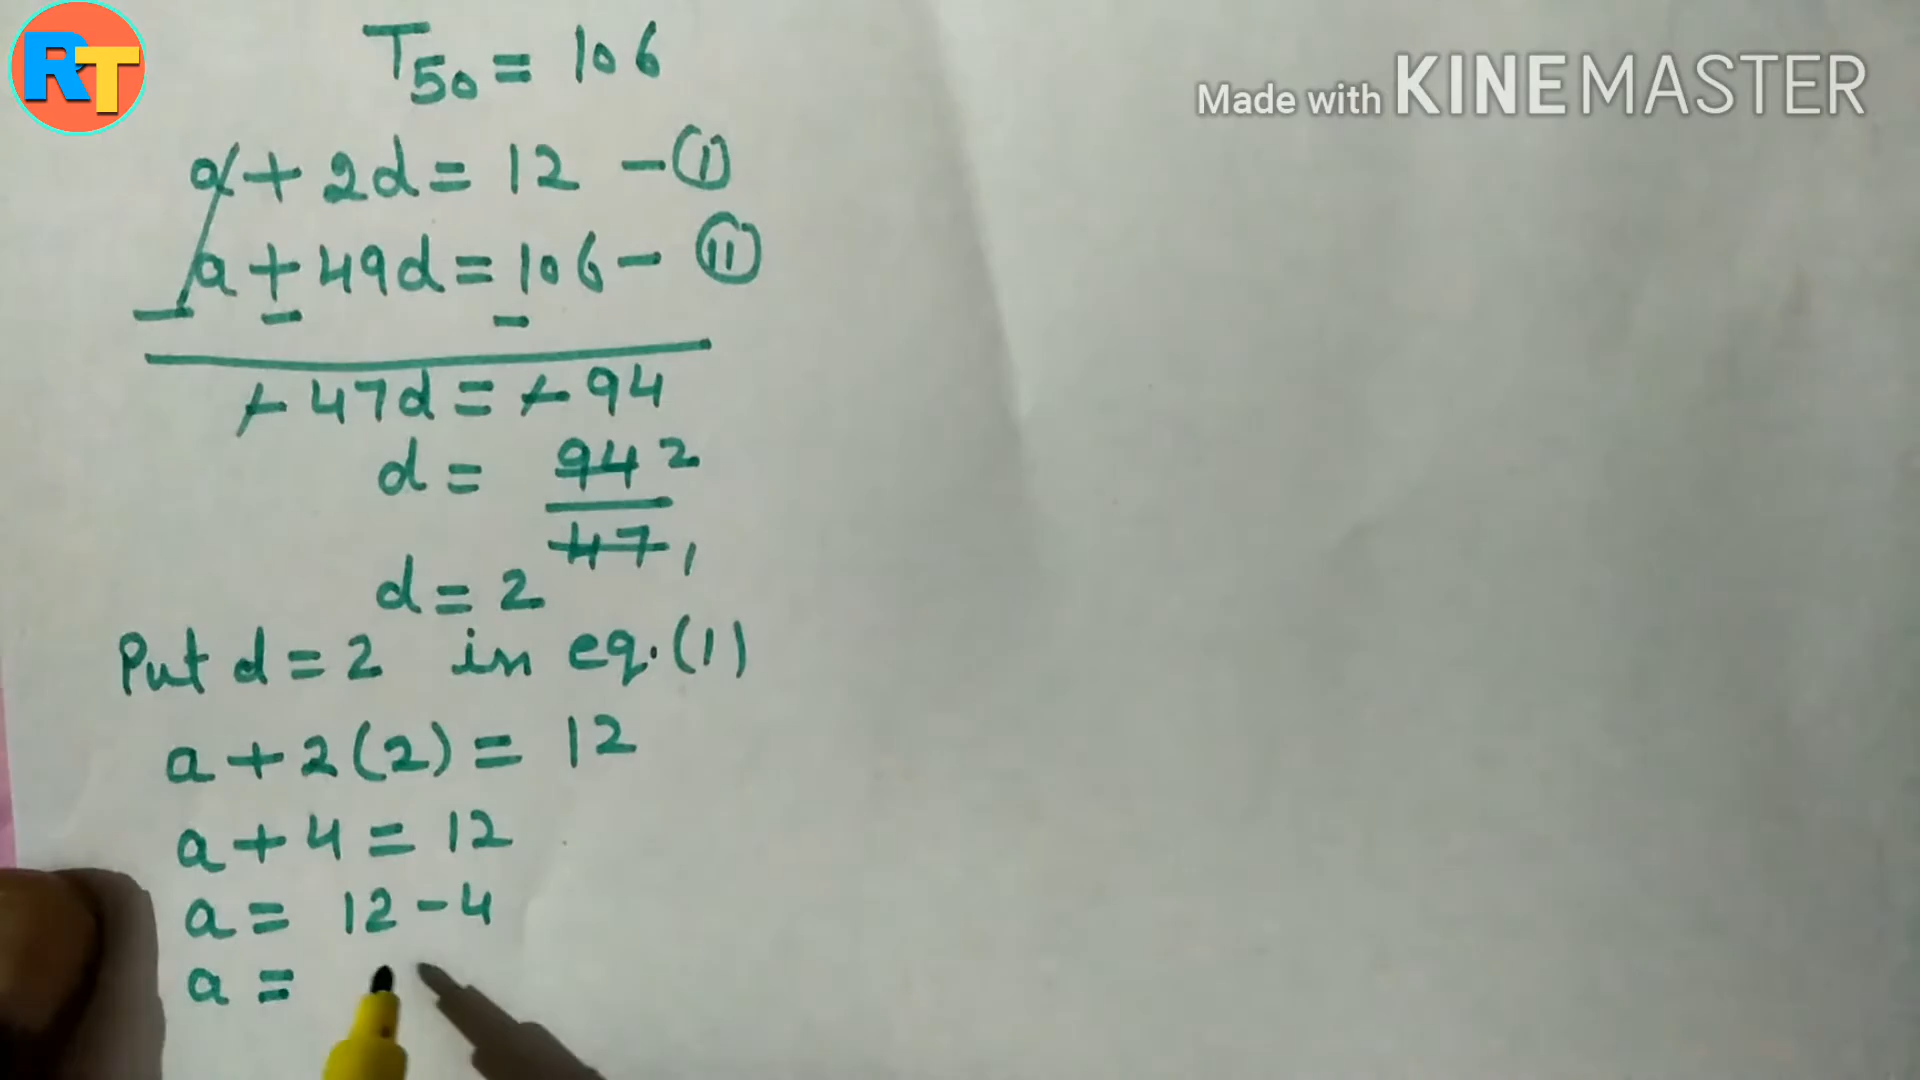 RT
Made with KINEMASTER
T₅₀ = 106
a + 2d = 12 - (I)
a + 49d = 106 - (II)
- - -
- 47d = - 94
d = 94 2
47 1
d = 2
Put d = 2 in eq. (1)
a + 2(2) = 12
a + 4 = 12
a = 12 - 4
a =